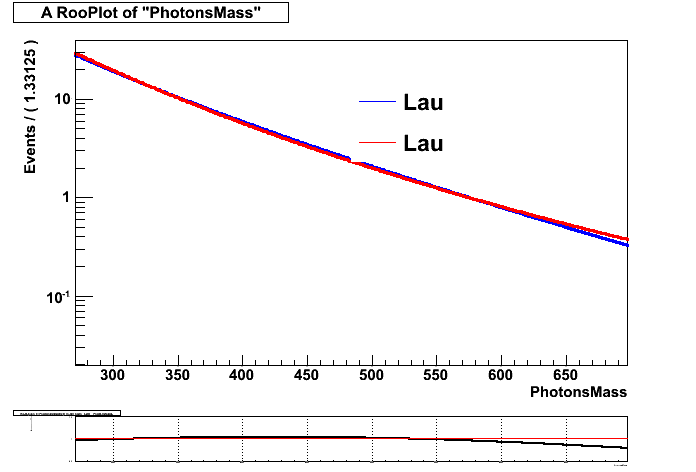 A RooPlot of "PhotonsMass"
Events / ( 1.33125 )
10
1
10-1
Lau
Lau
300 350 400 450 500 550 600 650
PhotonsMass